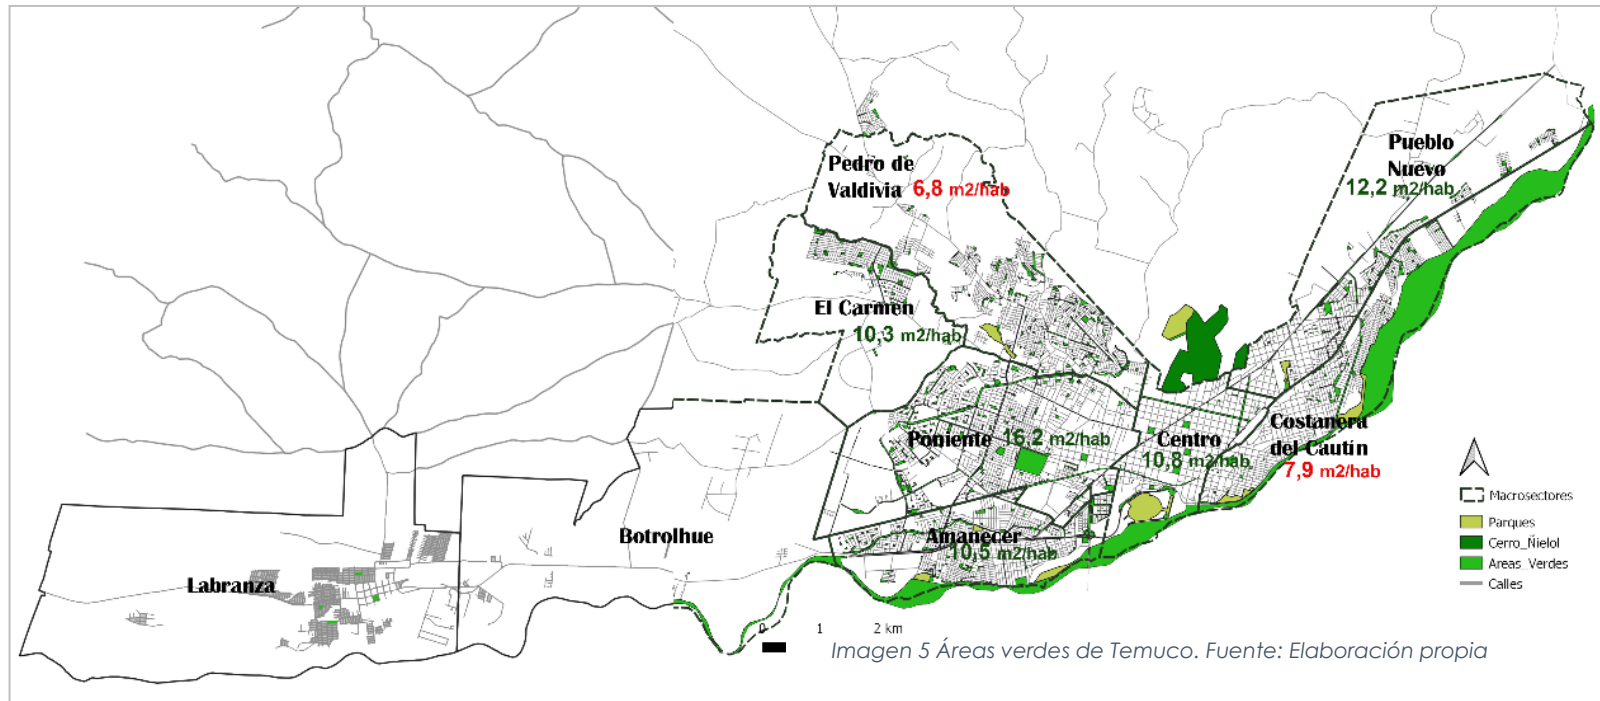 Pueblo
Nuevo
12,2 m2/hab
Pedro de
Valdivia 6,8 m2/hab
El Carmen
10,3 m2/hab
Poniente 16,2 m2/hab
Centro
10,8 m2/hab
Costanera
del Cautín
7,9 m2/hab
Botrolhue
Amanecer
10,5 m2/hab
Labranza
Macrosectores
Parques
Cerro_Ñielol
Areas_Verdes
Calles
0 1 2 km
Imagen 5 Áreas verdes de Temuco. Fuente: Elaboración propia